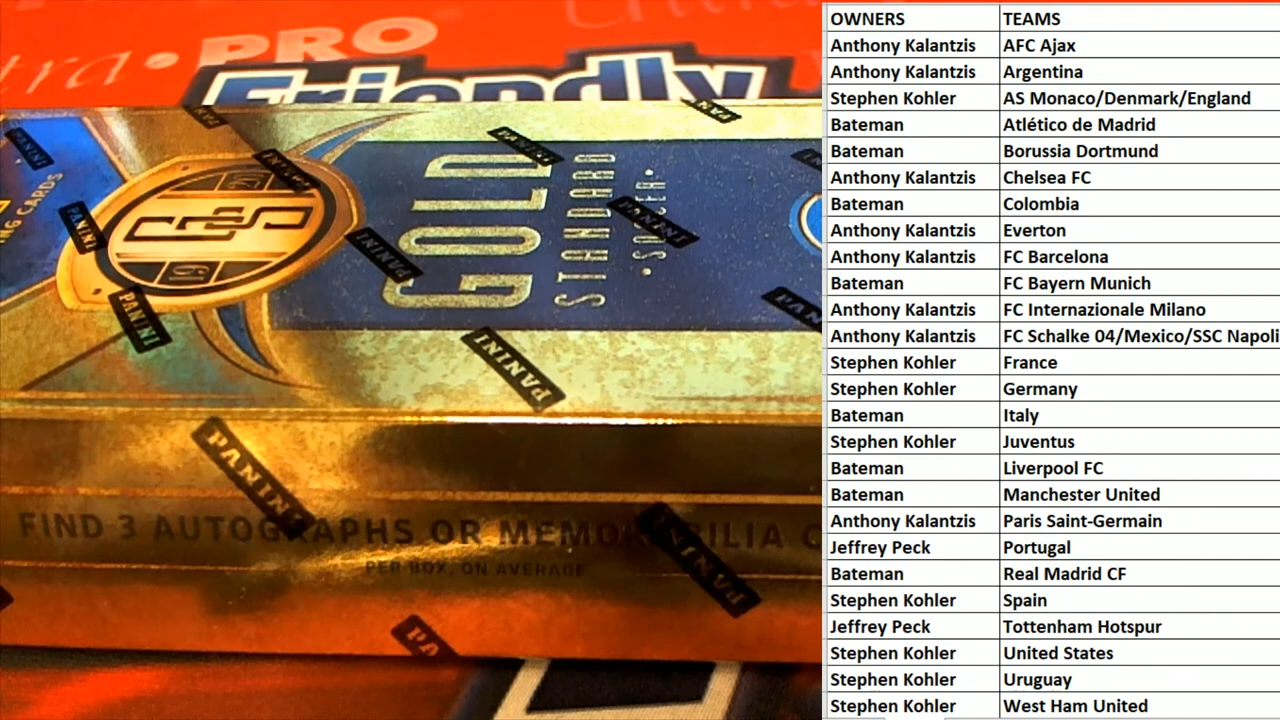 Ultra•PRO
Friendly
PANINI
GOLD
STANDARD
•SOCCER•
FIND 3 AUTOGRAPHS OR MEMORABILIA
PER BOX, ON AVERAGE
OWNERS TEAMS
Anthony Kalantzis AFC Ajax
Anthony Kalantzis Argentina
Stephen Kohler AS Monaco/Denmark/England
Bateman Atlético de Madrid
Bateman Borussia Dortmund
Anthony Kalantzis Chelsea FC
Bateman Colombia
Anthony Kalantzis Everton
Anthony Kalantzis FC Barcelona
Bateman FC Bayern Munich
Anthony Kalantzis FC Internazionale Milano
Anthony Kalantzis FC Schalke 04/Mexico/SSC Napoli
Stephen Kohler France
Stephen Kohler Germany
Bateman Italy
Stephen Kohler Juventus
Bateman Liverpool FC
Bateman Manchester United
Anthony Kalantzis Paris Saint-Germain
Jeffrey Peck Portugal
Bateman Real Madrid CF
Stephen Kohler Spain
Jeffrey Peck Tottenham Hotspur
Stephen Kohler United States
Stephen Kohler Uruguay
Stephen Kohler West Ham United